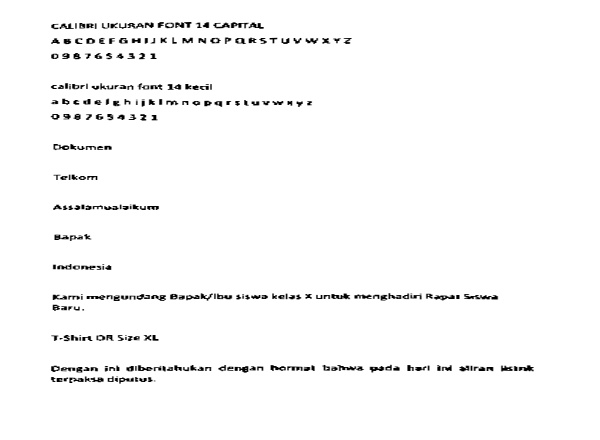 CALIBRI UKURAN FONT 14 CAPITAL
A B C D E F G H I J K L M N O P Q R S T U V W X Y Z
0 9 8 7 6 5 4 3 2 1
calibri ukuran font 14 kecil
a b c d e f g h i j k l m n o p q r s t u v w x y z
0 9 8 7 6 5 4 3 2 1
Dokumen
Telkom
Assalamualaikum
Bapak
Indonesia
Kami mengundang Bapak/Ibu siswa kelas X untuk menghadiri Rapat Siswa
Baru.
T-Shirt OR Size XL
Dengan ini diberitahukan dengan hormat bahwa pada hari ini aliran listrik
terpaksa diputus.